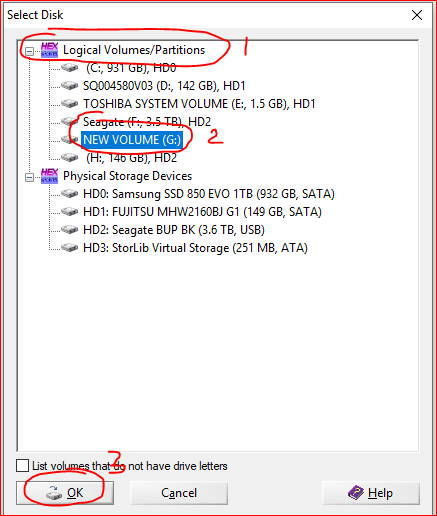 Select Disk
Logical Volumes/Partitions 1
(C:, 931 GB), HD0
SQ004580V03 (D:, 142 GB), HD1
TOSHIBA SYSTEM VOLUME (E:, 1.5 GB), HD1
Seagate (F:, 3.5 TB), HD2
NEW VOLUME (G:) 2
(H:, 146 GB), HD2
HEX Physical Storage Devices
HD0: Samsung SSD 850 EVO 1TB (932 GB, SATA)
HD1: FUJITSU MHW2160BJ G1 (149 GB, SATA)
HD2: Seagate BUP BK (3.6 TB, USB)
HD3: StorLib Virtual Storage (251 MB, ATA)
3
List volumes that do not have drive letters
OK Cancel Help